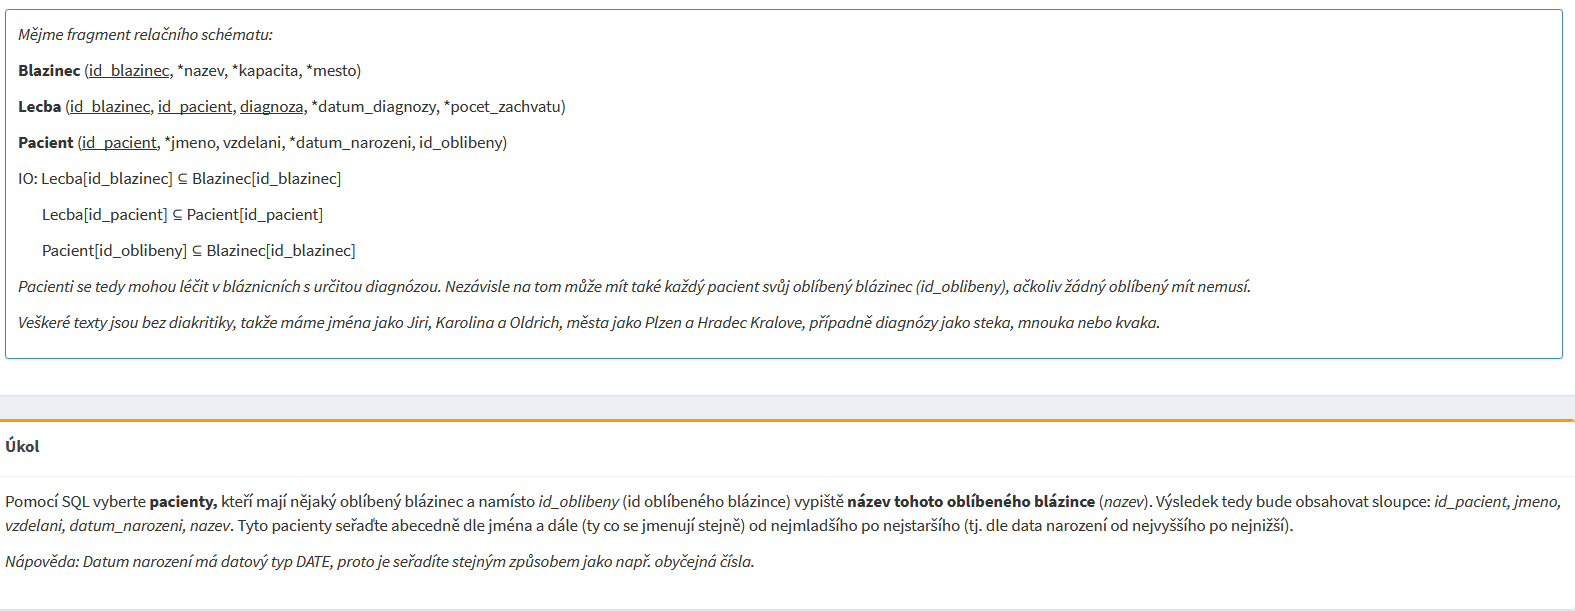 Mějme fragment relačního schématu:
Blazinec (id_blazinec, *nazev, *kapacita, *mesto)
Lecba (id_blazinec, id_pacient, diagnoza, *datum_diagnozy, *pocet_zachvatu)
Pacient (id_pacient, *jmeno, vzdelani, *datum_narozeni, id_oblibeny)
IO: Lecba[id_blazinec] ⊆ Blazinec[id_blazinec]
Lecba[id_pacient] ⊆ Pacient[id_pacient]
Pacient[id_oblibeny] ⊆ Blazinec[id_blazinec]
Pacienti se tedy mohou léčit v bláznicních s určitou diagnózou. Nezávisle na tom může mít také každý pacient svůj oblíbený blázinec (id_oblibeny), ačkoliv žádný oblíbený mít nemusí.
Veškeré texty jsou bez diakritiky, takže máme jména jako Jiri, Karolina a Oldrich, města jako Plzen a Hradec Kralove, případně diagnózy jako steka, mnouka nebo kvaka.
Úkol
Pomocí SQL vyberte pacienty, kteří mají nějaký oblíbený blázinec a namísto id_oblibeny (id oblíbeného blázince) vypiště název tohoto oblíbeného blázince (nazev). Výsledek tedy bude obsahovat sloupce: id_pacient, jmeno,
vzdelani, datum_narozeni, nazev. Tyto pacienty seřaďte abecedně dle jména a dále (ty co se jmenují stejně) od nejmladšího po nejstaršího (tj. dle data narození od nejvyššího po nejnižší).
Nápověda: Datum narození má datový typ DATE, proto je seřadíte stejným způsobem jako např. obyčejná čísla.